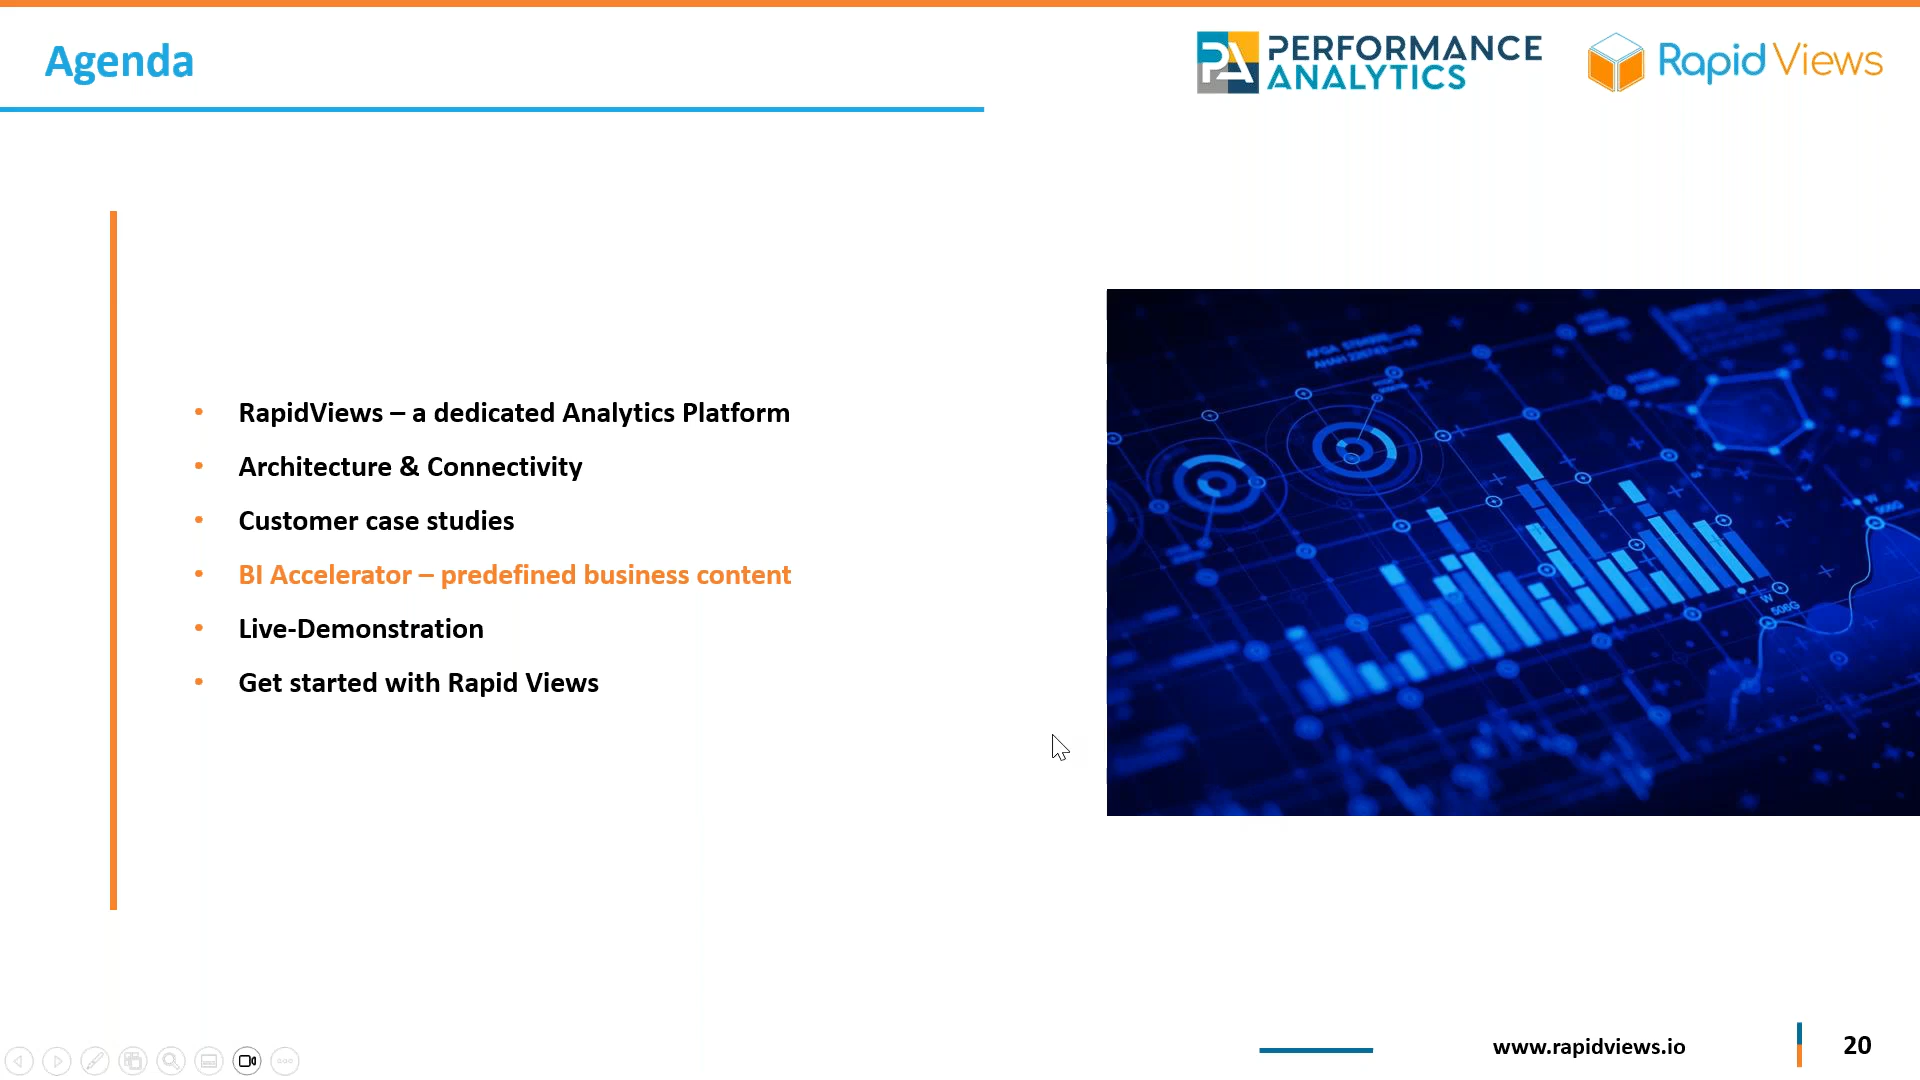 Agenda
PERFORMANCE
ANALYTICS
Rapid Views
• RapidViews – a dedicated Analytics Platform
• Architecture & Connectivity
• Customer case studies
• BI Accelerator – predefined business content
• Live-Demonstration
• Get started with Rapid Views
www.rapidviews.io
20